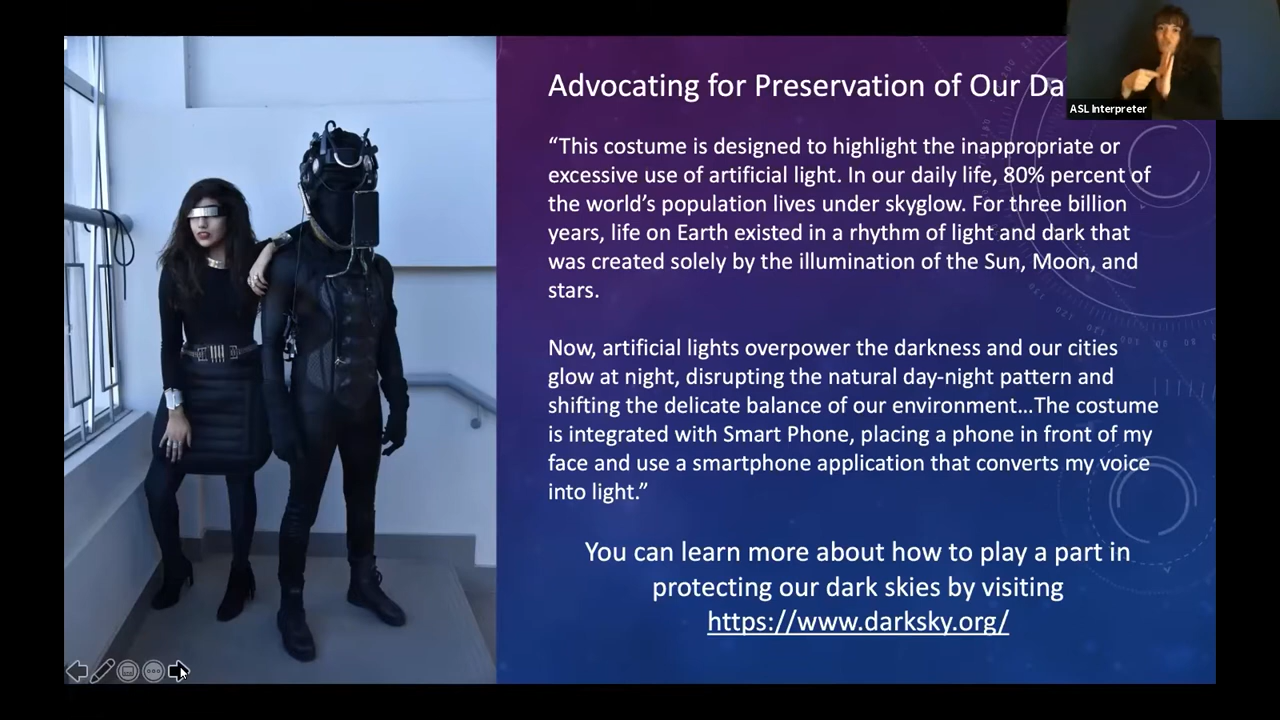 Advocating for Preservation of Our Da
ASL Interpreter
“This costume is designed to highlight the inappropriate or
excessive use of artificial light. In our daily life, 80% percent of
the world’s population lives under skyglow. For three billion
years, life on Earth existed in a rhythm of light and dark that
was created solely by the illumination of the Sun, Moon, and
stars.
Now, artificial lights overpower the darkness and our cities
glow at night, disrupting the natural day-night pattern and
shifting the delicate balance of our environment…The costume
is integrated with Smart Phone, placing a phone in front of my
face and use a smartphone application that converts my voice
into light.”
You can learn more about how to play a part in
protecting our dark skies by visiting
https://www.darksky.org/